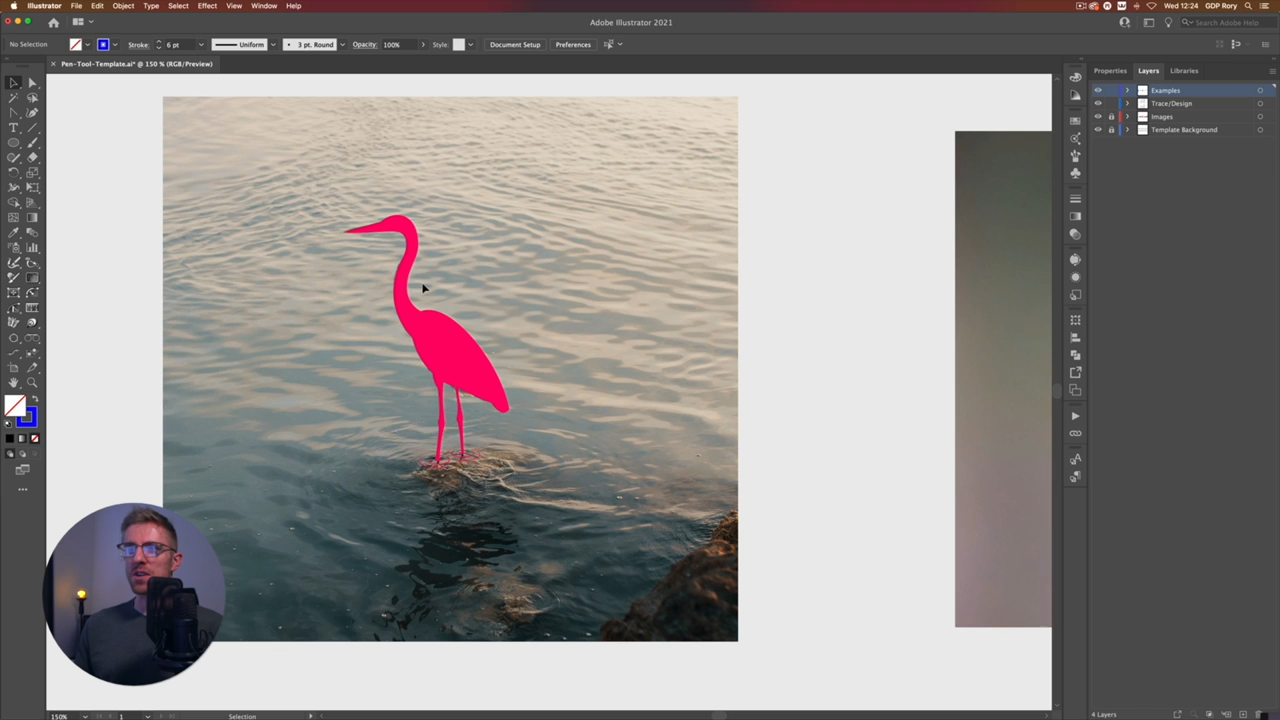 Illustrator File Edit Object Type Select Effect View Window Help
Wed 12:24 GDP Rory
Adobe Illustrator 2021
Search Adobe Help
No Selection Stroke: 6 pt Uniform 3 pt. Round Opacity: 100% Style: Document Setup Preferences
Pen-Tool-Template.ai* @ 150 % (RGB/Preview)
Properties Layers Libraries
Examples
Trace/Design
Images
Template Background
150% 1 Selection
4 Layers